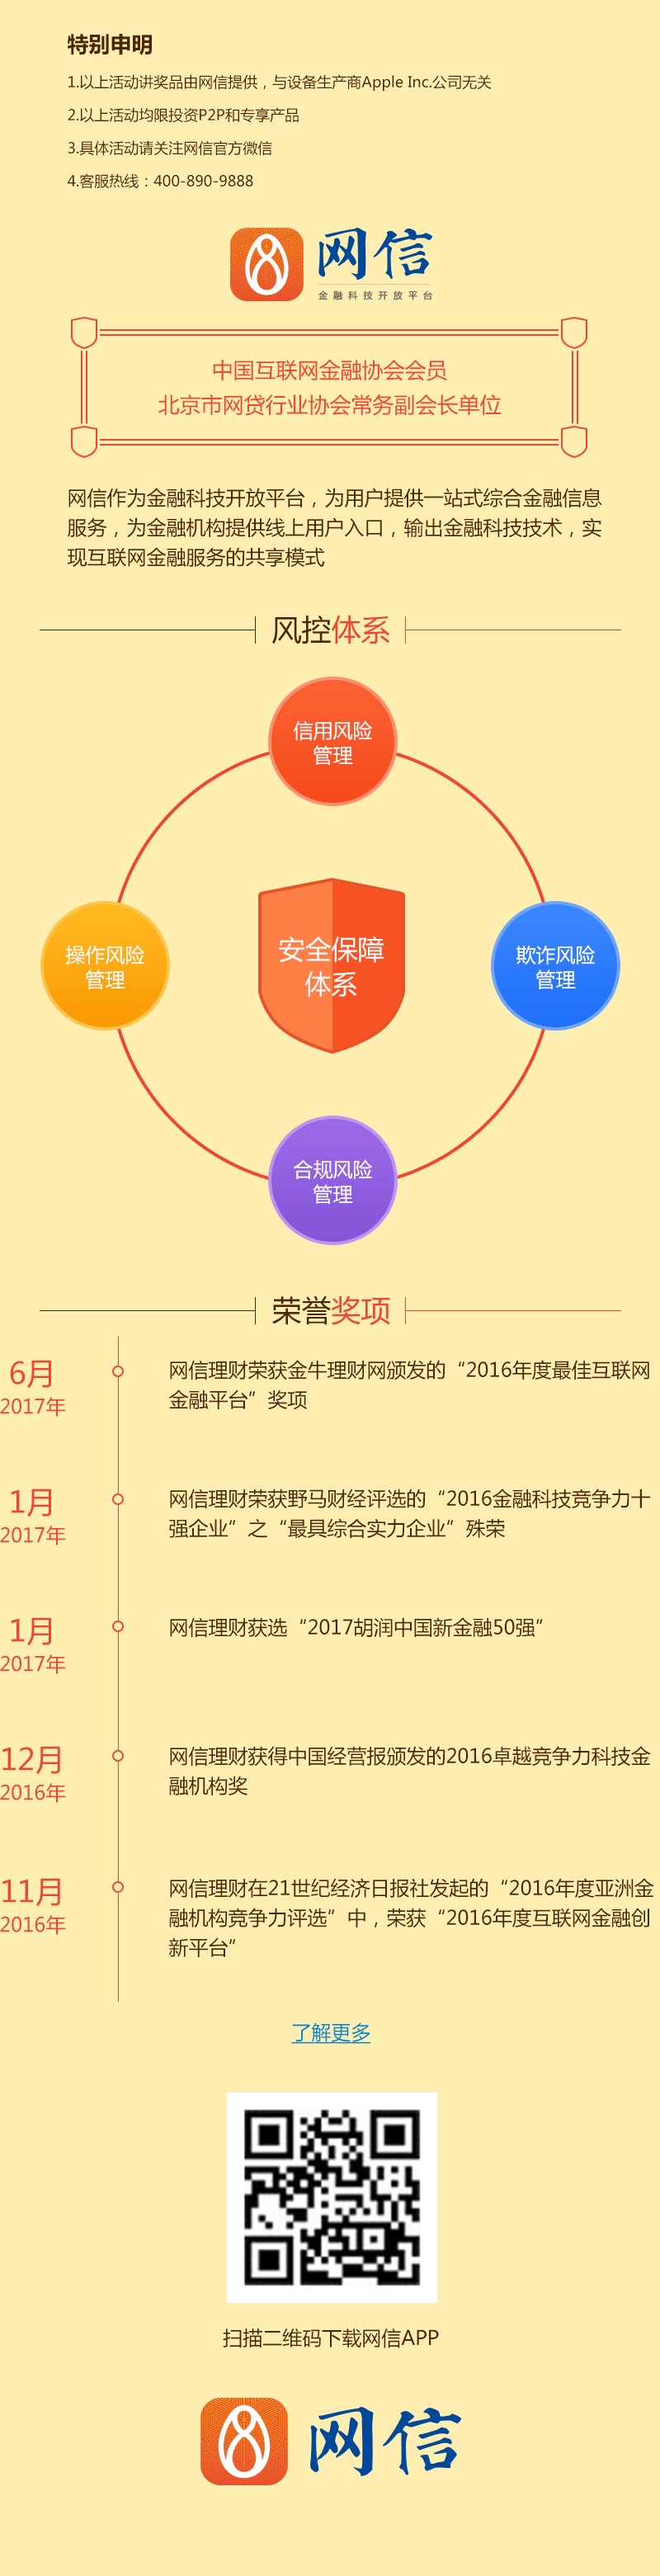 特别申明
1.以上活动讲奖品由网信提供，与设备生产商Apple Inc.公司无关
2.以上活动均限投资P2P和专享产品
3.具体活动请关注网信官方微信
4.客服热线：400-890-9888
网信
金融科技开放平台
中国互联网金融协会会员
北京市网贷行业协会常务副会长单位
网信作为金融科技开放平台，为用户提供一站式综合金融信息
服务，为金融机构提供线上用户入口，输出金融科技技术，实
现互联网金融服务的共享模式
风控体系
信用风险
管理
操作风险
管理
安全保障
体系
欺诈风险
管理
合规风险
管理
荣誉奖项
6月
2017年
网信理财荣获金牛理财网颁发的“2016年度最佳互联网
金融平台”奖项
1月
2017年
网信理财荣获野马财经评选的“2016金融科技竞争力十
强企业”之“最具综合实力企业”殊荣
1月
2017年
网信理财获选“2017胡润中国新金融50强”
12月
2016年
网信理财获得中国经营报颁发的2016卓越竞争力科技金
融机构奖
11月
2016年
网信理财在21世纪经济日报社发起的“2016年度亚洲金
融机构竞争力评选”中，荣获“2016年度互联网金融创
新平台”
了解更多
扫描二维码下载网信APP
网信